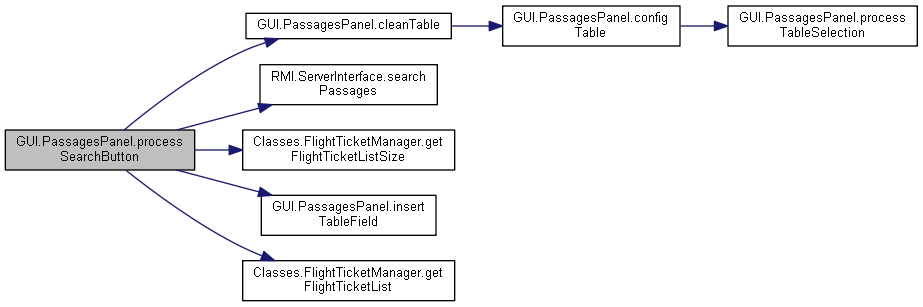 GUI.PassagesPanel.process
SearchButton
GUI.PassagesPanel.cleanTable
GUI.PassagesPanel.config
Table
GUI.PassagesPanel.process
TableSelection
RMI.ServerInterface.search
Passages
Classes.FlightTicketManager.get
FlightTicketListSize
GUI.PassagesPanel.insert
TableField
Classes.FlightTicketManager.get
FlightTicketList